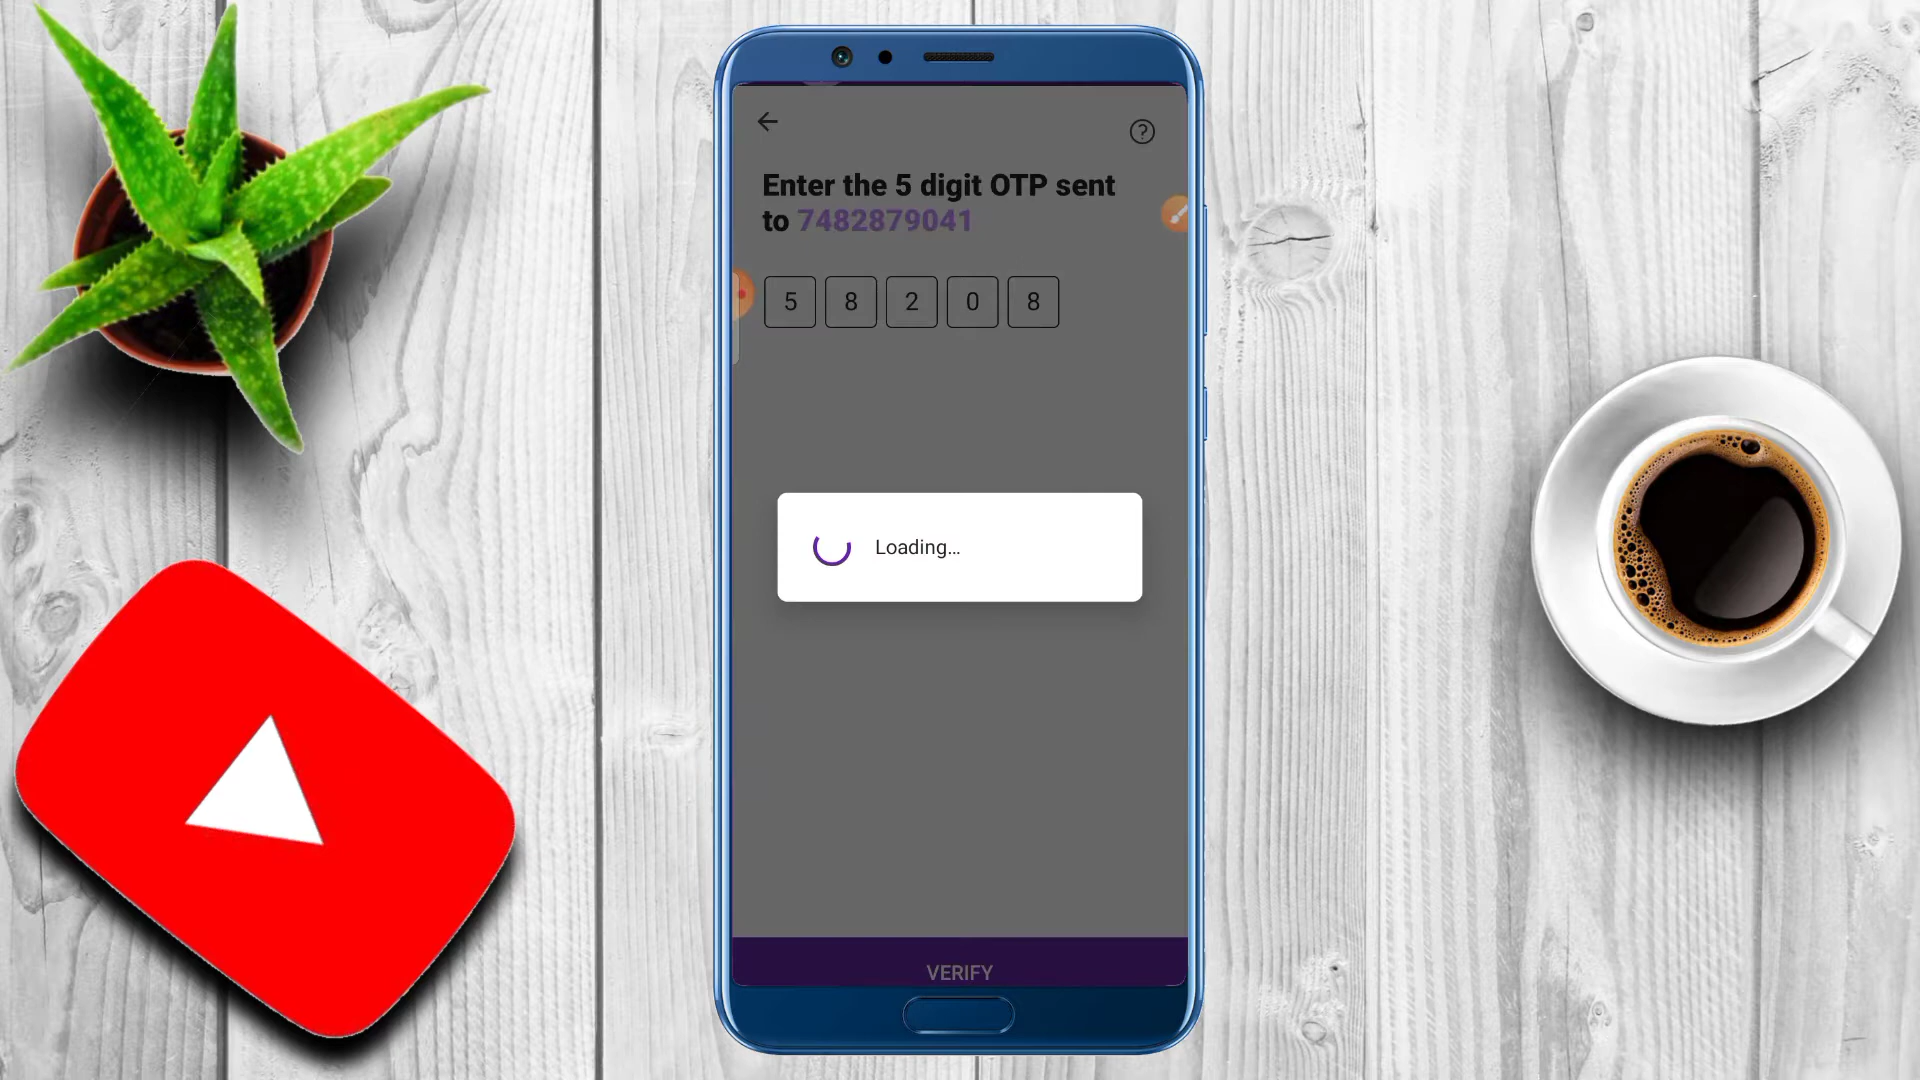 Enter the 5 digit OTP sent
to 7482879041
5 8 2 0 8
Loading...
VERIFY